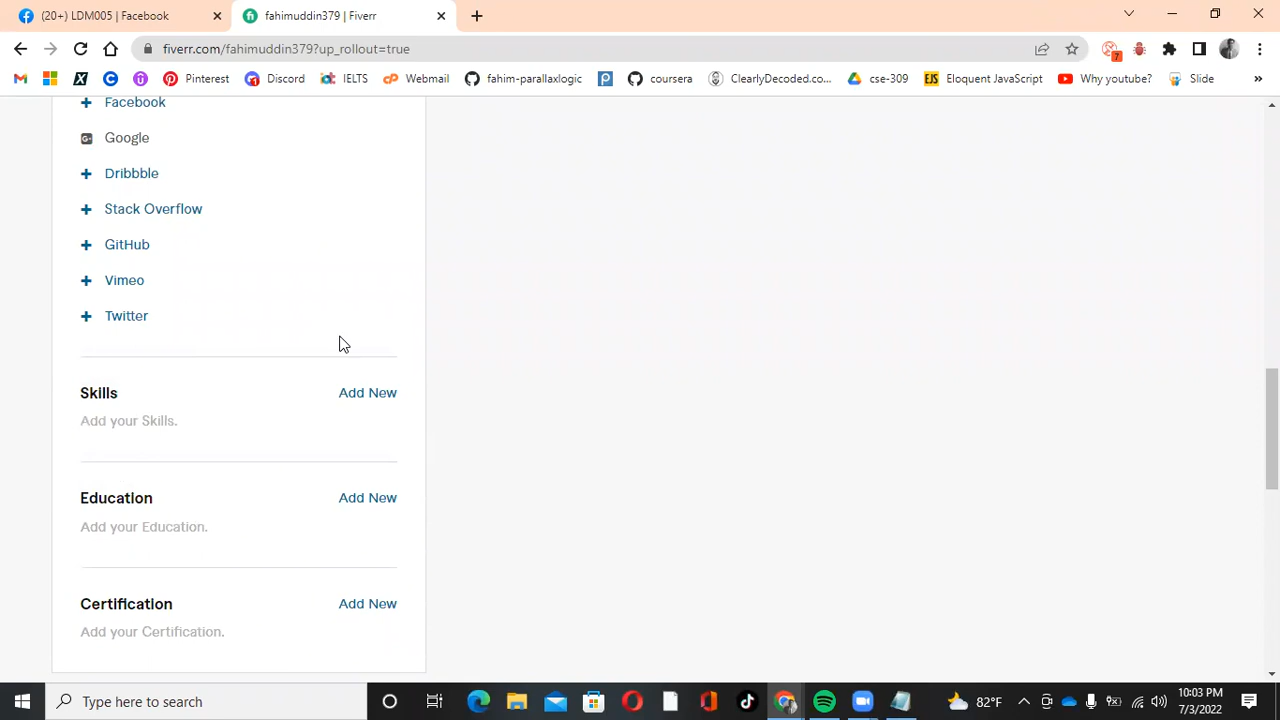 (20+) LDM005 | Facebook
fahimuddin379 | Fiverr
fiverr.com/fahimuddin379?up_rollout=true
7
Pinterest
Discord
IELTS
Webmail
fahim-parallaxlogic
coursera
ClearlyDecoded.co...
cse-309
EJS
Eloquent JavaScript
Why youtube?
Slide
»
Facebook
Google
Dribbble
Stack Overflow
GitHub
Vimeo
Twitter
Skills
Add New
Add your Skills.
Education
Add New
Add your Education.
Certification
Add New
Add your Certification.
Type here to search
82°F
10:03 PM
7/3/2022